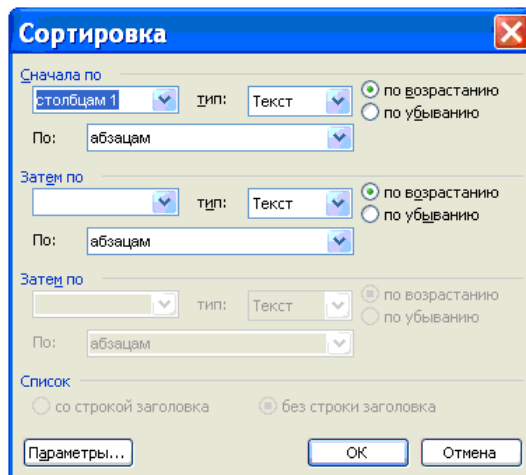 Сортировка
Сначала по
столбцам 1 тип: Текст по возрастанию
по убыванию
По: абзацам
Затем по
тип: Текст по возрастанию
по убыванию
По: абзацам
Затем по
тип: Текст по возрастанию
по убыванию
По: абзацам
Список
со строкой заголовка без строки заголовка
Параметры... ОК Отмена